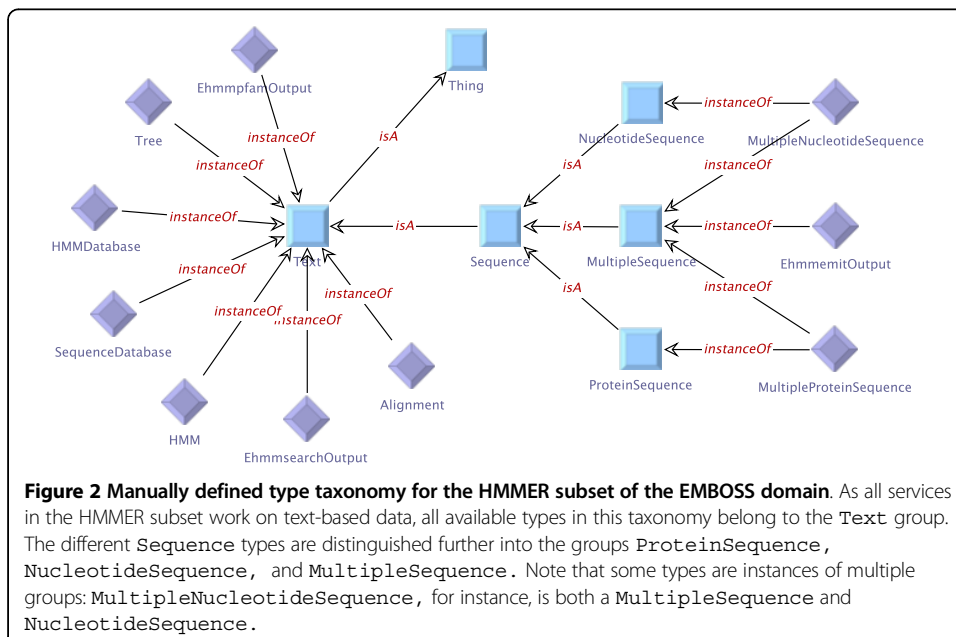 EhmmpfamOutput
Thing
Tree
instanceOf
isA
NucleotideSequence
instanceOf
MultipleNucleotideSequence
instanceOf
isA
instanceOf
HMMDatabase
instanceOf
Text
isA
Sequence
isA
MultipleSequence
instanceOf
EhmmemitOutput
instanceOf
instanceOf
instanceOf
instanceOf
isA
instanceOf
SequenceDatabase
ProteinSequence
instanceOf
MultipleProteinSequence
HMM
Alignment
EhmmsearchOutput
Figure 2 Manually defined type taxonomy for the HMMER subset of the EMBOSS domain. As all services
in the HMMER subset work on text-based data, all available types in this taxonomy belong to the Text group.
The different Sequence types are distinguished further into the groups ProteinSequence,
NucleotideSequence, and MultipleSequence. Note that some types are instances of multiple
groups: MultipleNucleotideSequence, for instance, is both a MultipleSequence and
NucleotideSequence.